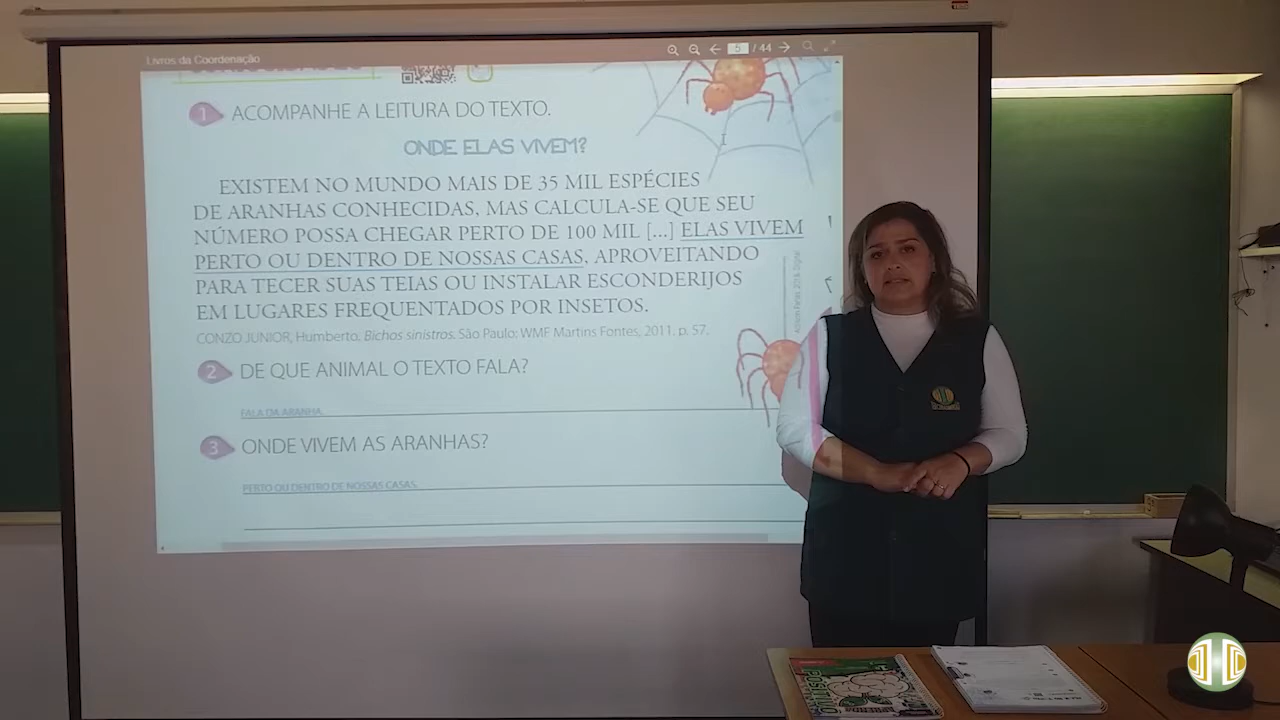 Livros da Coordenação
5 / 44
1 ACOMPANHE A LEITURA DO TEXTO.
ONDE ELAS VIVEM?
EXISTEM NO MUNDO MAIS DE 35 MIL ESPÉCIES
DE ARANHAS CONHECIDAS, MAS CALCULA-SE QUE SEU
NÚMERO POSSA CHEGAR PERTO DE 100 MIL [...] ELAS VIVEM
PERTO OU DENTRO DE NOSSAS CASAS, APROVEITANDO
PARA TECER SUAS TEIAS OU INSTALAR ESCONDERIJOS
EM LUGARES FREQUENTADOS POR INSETOS.
CONZO JUNIOR, Humberto. Bichos sinistros. São Paulo: WMF Martins Fontes, 2011. p. 57.
2 DE QUE ANIMAL O TEXTO FALA?
FALA DA ARANHA.
3 ONDE VIVEM AS ARANHAS?
PERTO OU DENTRO DE NOSSAS CASAS.
POSITIVO